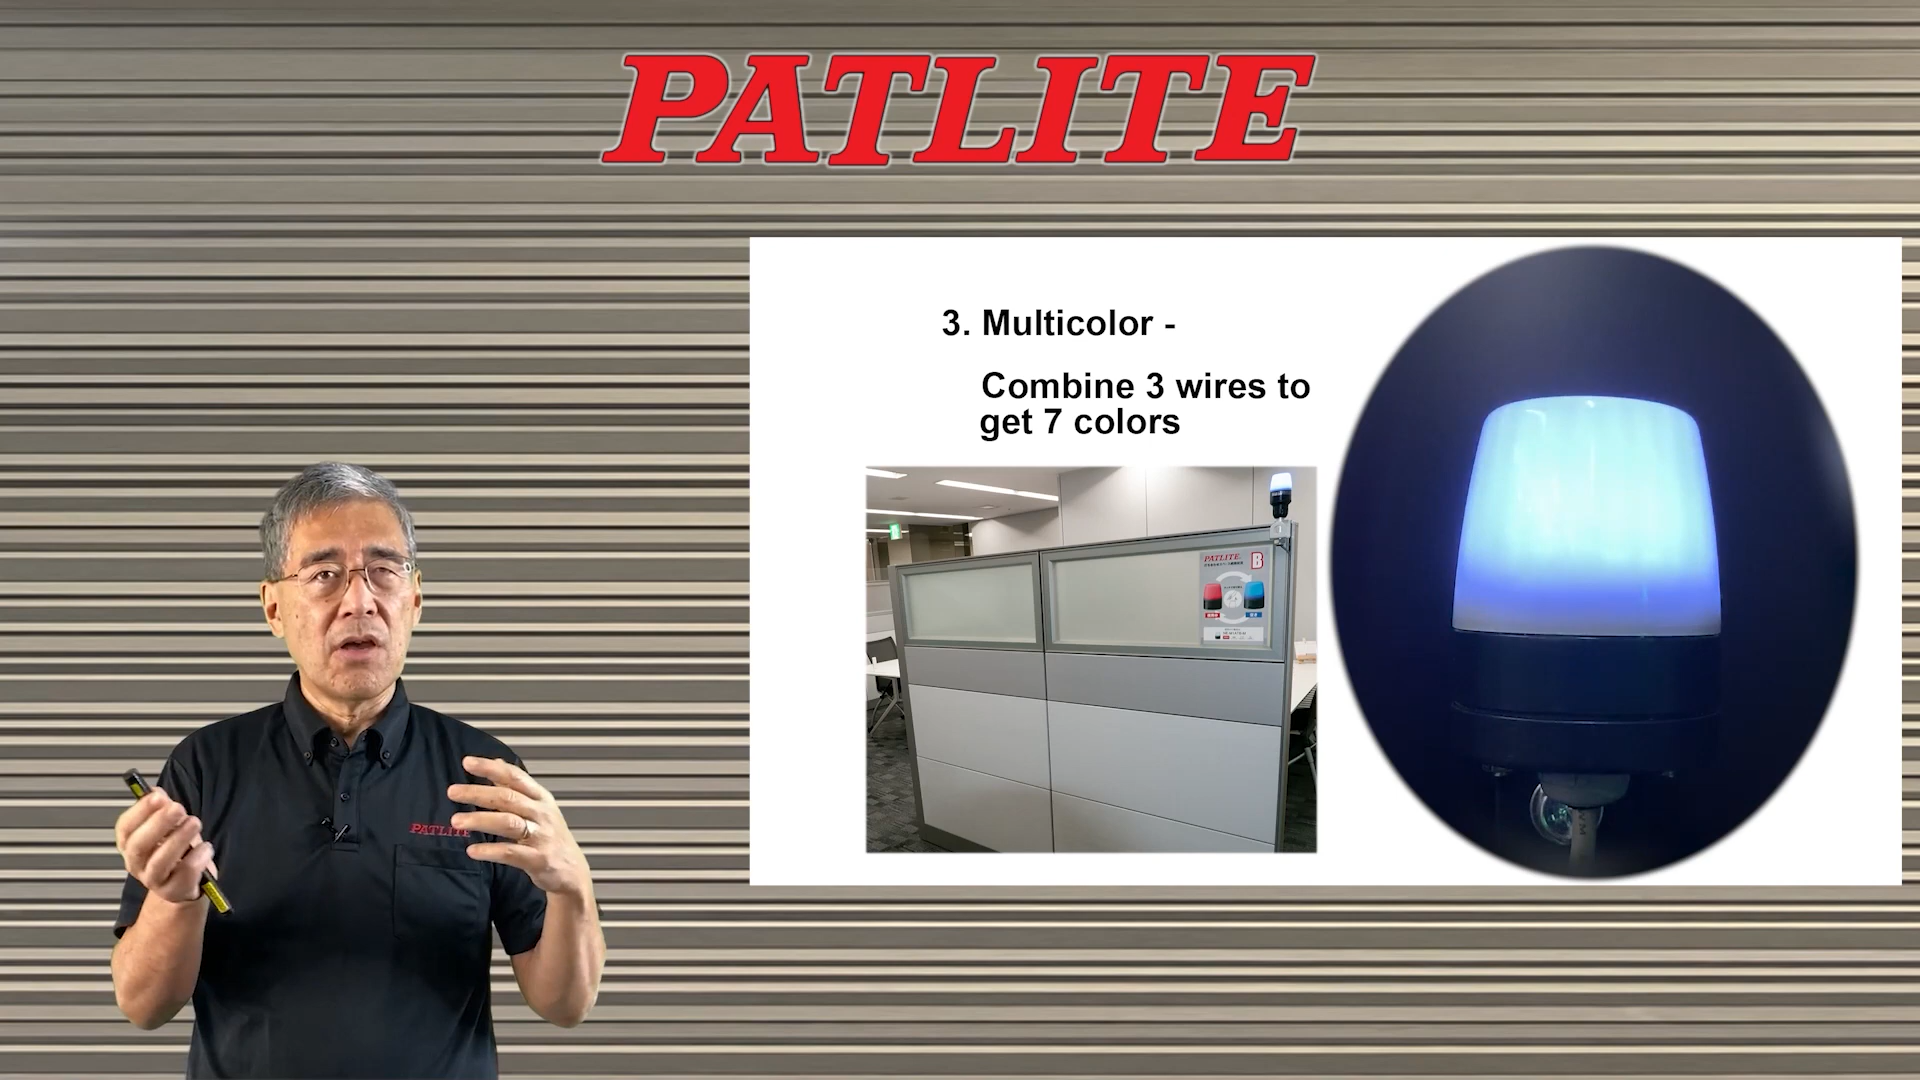 PATLITE
3. Multicolor -
Combine 3 wires to
get 7 colors
PATLITE
B
PATLITE